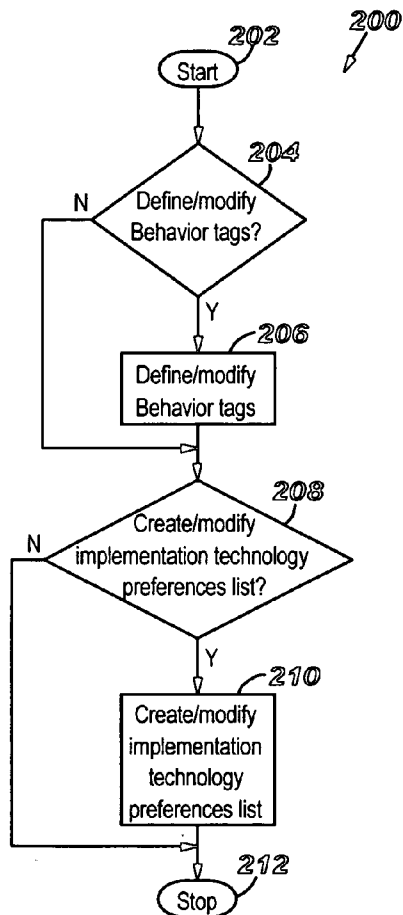 200
202
Start
204
Define/modify
Behavior tags?
N
Y
206
Define/modify
Behavior tags
208
Create/modify
implementation technology
preferences list?
N
Y
210
Create/modify
implementation
technology
preferences list
212
Stop